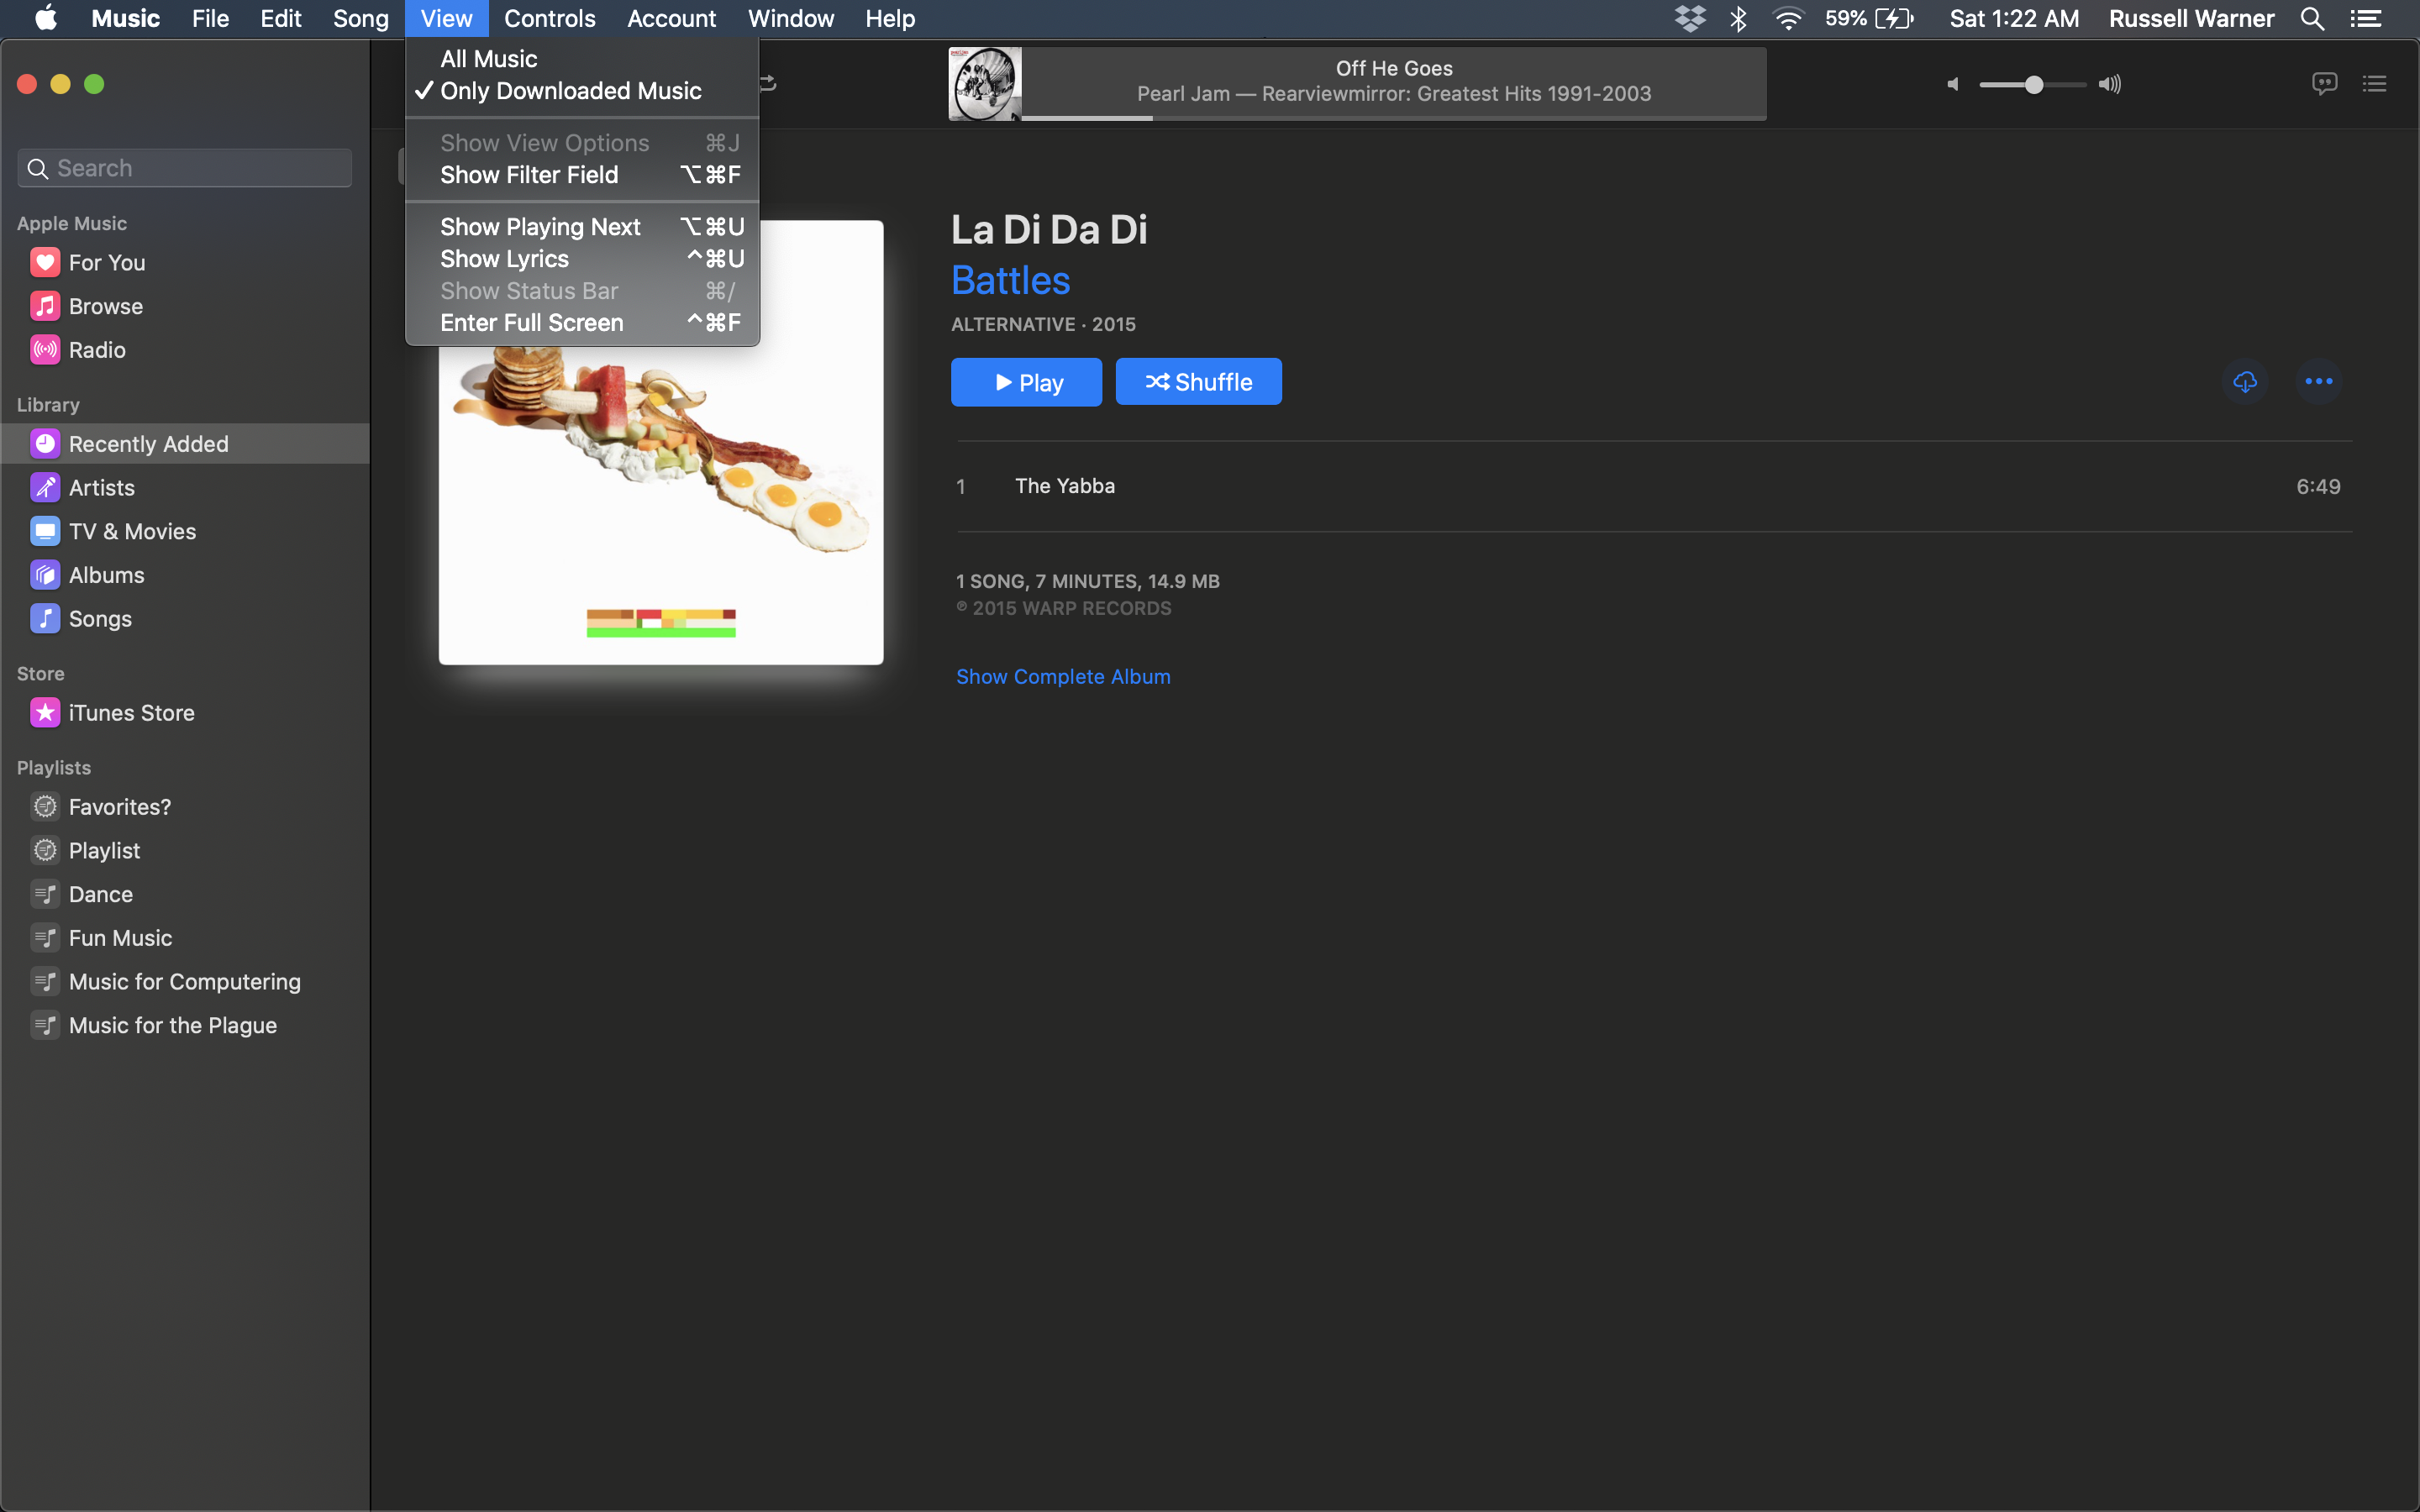 Music File Edit Song View Controls Account Window Help 59% Sat 1:22 AM Russell Warner
All Music
✓ Only Downloaded Music
Show View Options ⌘J
Show Filter Field ⌥⌘F
Show Playing Next ⌥⌘U
Show Lyrics ^⌘U
Show Status Bar ⌘/
Enter Full Screen ^⌘F
Off He Goes
Pearl Jam — Rearviewmirror: Greatest Hits 1991-2003
Search
Apple Music
For You
Browse
Radio
Library
Recently Added
Artists
TV & Movies
Albums
Songs
Store
iTunes Store
Playlists
Favorites?
Playlist
Dance
Fun Music
Music for Computering
Music for the Plague
La Di Da Di
Battles
ALTERNATIVE · 2015
Play Shuffle
1 The Yabba 6:49
1 SONG, 7 MINUTES, 14.9 MB
℗ 2015 WARP RECORDS
Show Complete Album